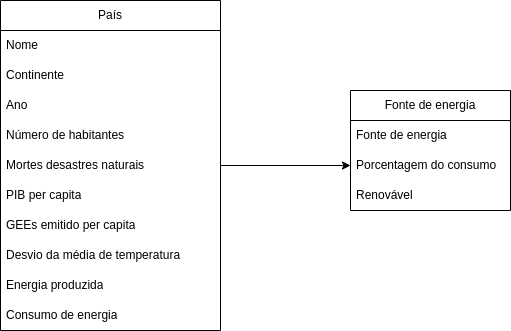 País
Nome
Continente
Ano
Número de habitantes
Mortes desastres naturais
PIB per capita
GEEs emitido per capita
Desvio da média de temperatura
Energia produzida
Consumo de energia
Fonte de energia
Fonte de energia
Porcentagem do consumo
Renovável